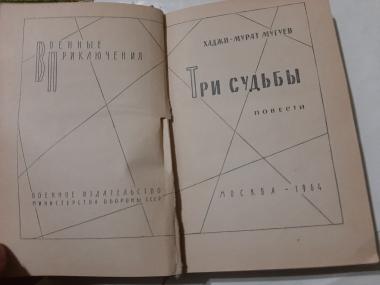 ВОЕННЫЕ
ПРИКЛЮЧЕНИЯ
ВОЕННОЕ ИЗДАТЕЛЬСТВО
МИНИСТЕРСТВА ОБОРОНЫ СССР
ХАДЖИ-МУРАТ МУГУЕВ
ТРИ СУДЬБЫ
ПОВЕСТИ
МОСКВА – 1964